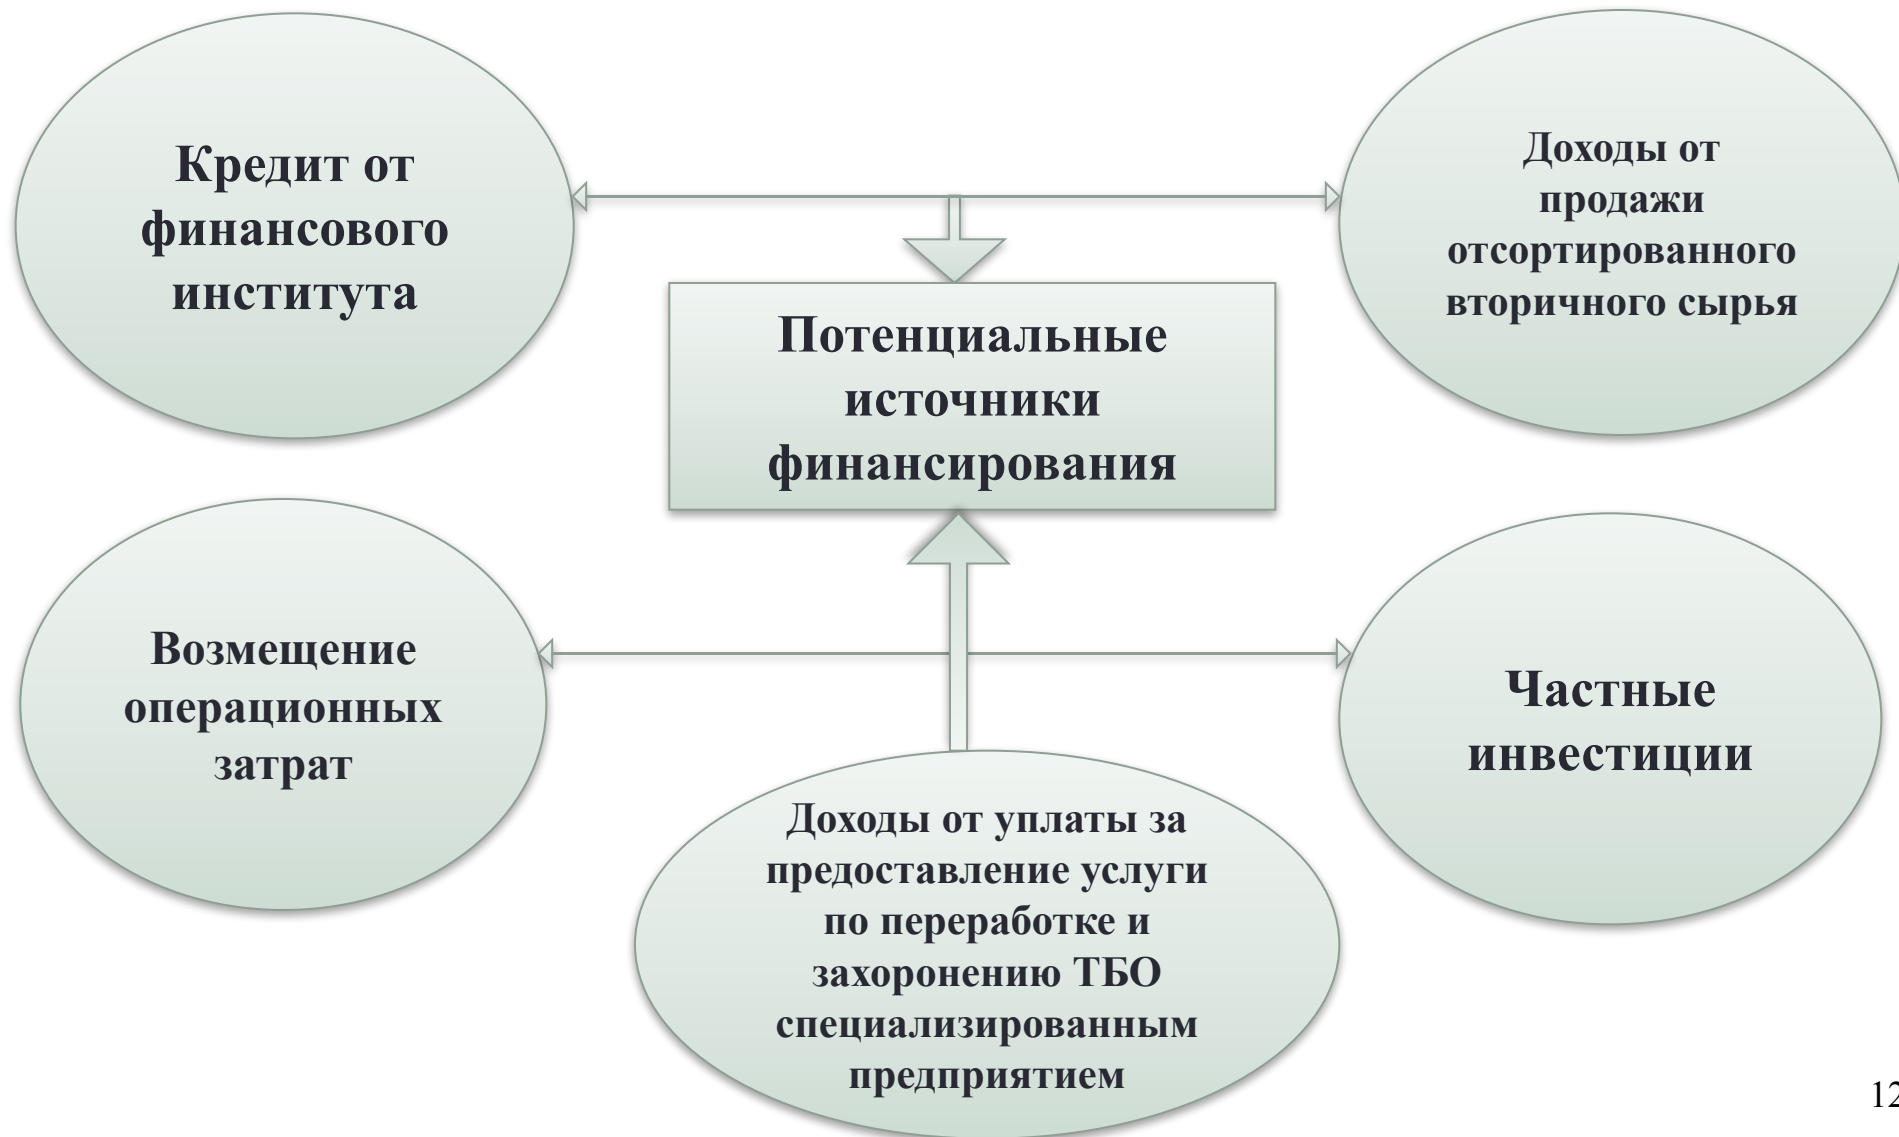 Кредит от
финансового
института
Доходы от
продажи
отсортированного
вторичного сырья
Потенциальные
источники
финансирования
Возмещение
операционных
затрат
Частные
инвестиции
Доходы от уплаты за
предоставление услуги
по переработке и
захоронению ТБО
специализированным
предприятием
12